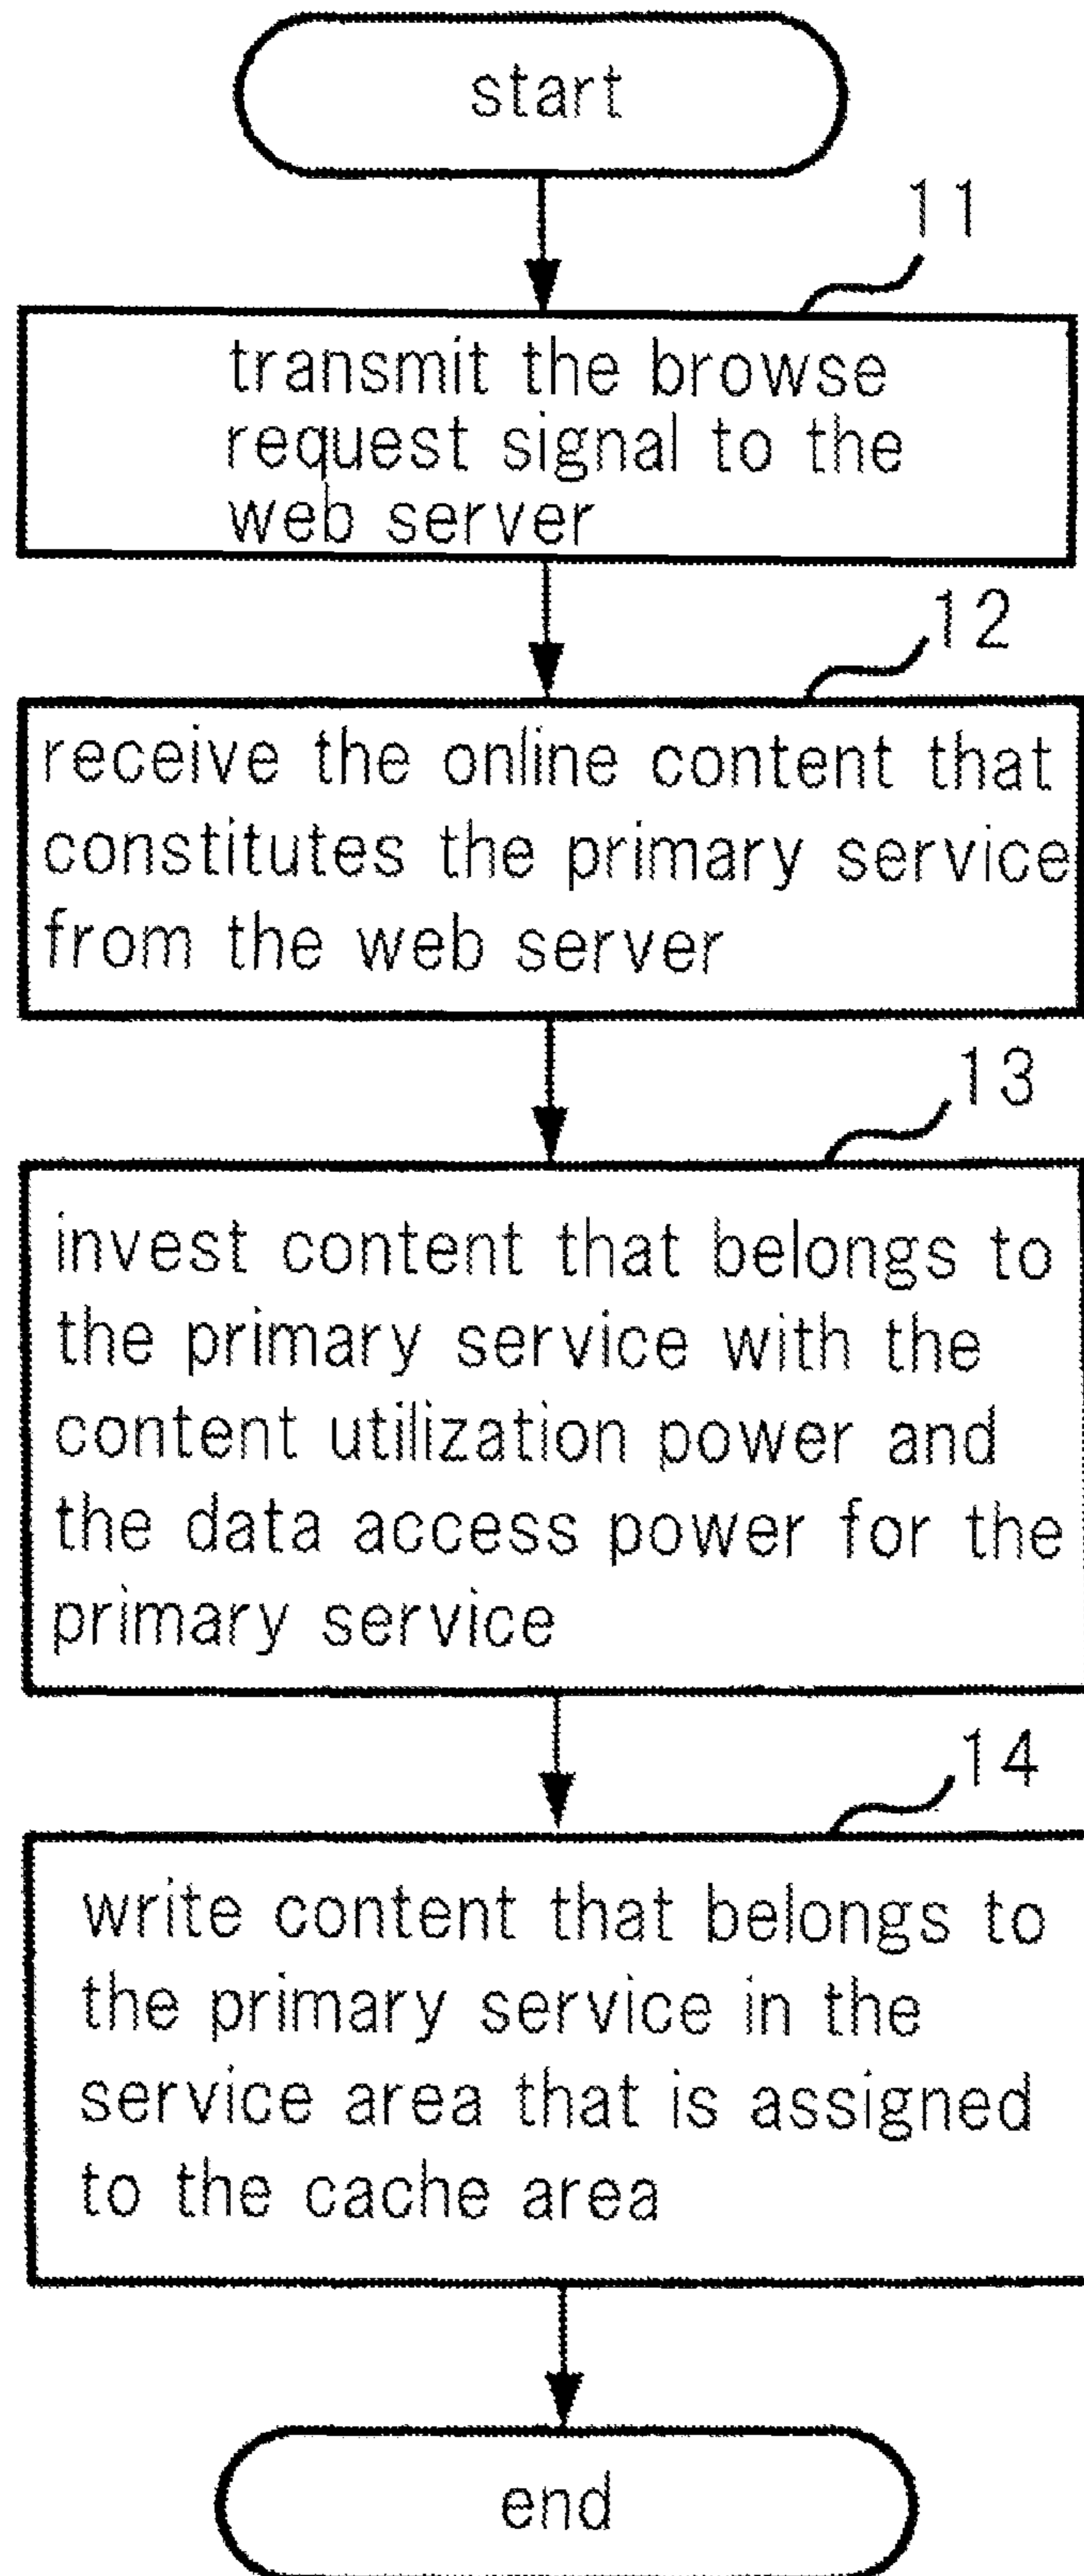 start
11
transmit the browse
request signal to the
web server
12
receive the online content that
constitutes the primary service
from the web server
13
invest content that belongs to
the primary service with the
content utilization power and
the data access power for the
primary service
14
write content that belongs to
the primary service in the
service area that is assigned
to the cache area
end